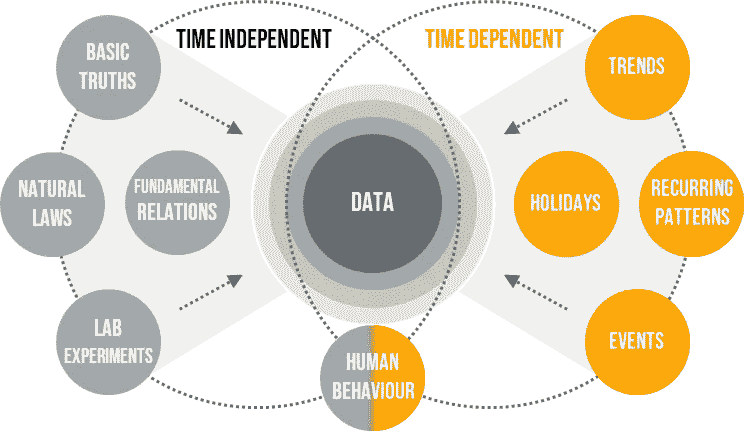 TIME INDEPENDENT
TIME DEPENDENT
BASIC
TRUTHS
TRENDS
NATURAL
LAWS
FUNDAMENTAL
RELATIONS
DATA
HOLIDAYS
RECURRING
PATTERNS
LAB
EXPERIMENTS
EVENTS
HUMAN
BEHAVIOUR